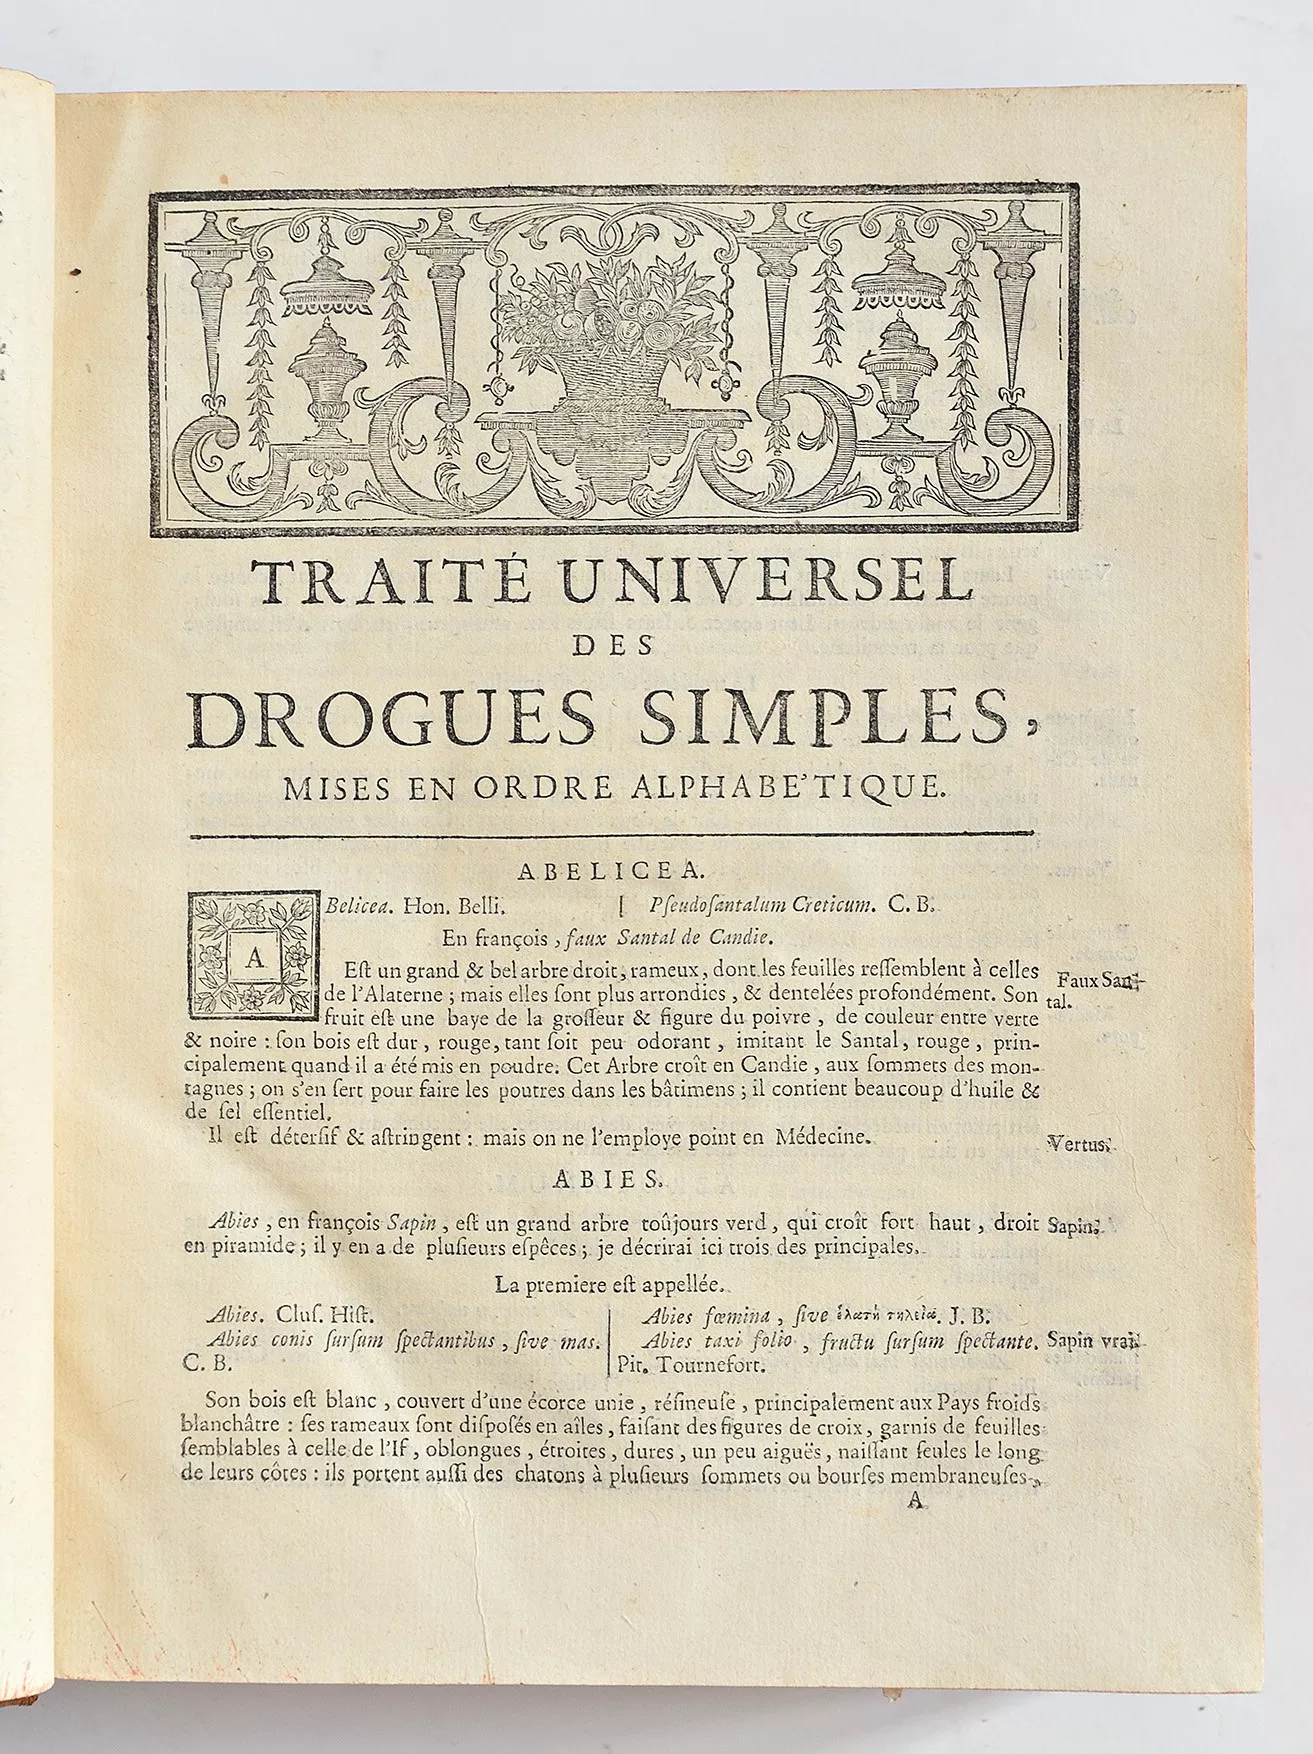 TRAITÉ UNIVERSEL
DES
DROGUES SIMPLES,
MISES EN ORDRE ALPHABE'TIQUE.
ABELICEA.
ABelicea. Hon. Belli. [ Pſeudoſantalum Creticum. C. B.
En françois, faux Santal de Candie.
Eſt un grand & bel arbre droit, rameux, dont les feuilles reſſemblent à celles
de l'Alaterne ; mais elles ſont plus arrondies, & dentelées profondément. Son
Faux San-
tal.
fruit eſt une baye de la groſſeur & figure du poivre, de couleur entre verte
& noire : ſon bois eſt dur, rouge, tant ſoit peu odorant, imitant le Santal, rouge, prin-
cipalement quand il a été mis en poudre. Cet Arbre croît en Candie, aux ſommets des mon-
tagnes ; on s'en ſert pour faire les poutres dans les bâtimens ; il contient beaucoup d'huile &
de ſel eſſentiel.
Il eſt déterſif & aſtringent : mais on ne l'employe point en Médecine.
Vertus.
ABIES.
Abies, en françois Sapin, eſt un grand arbre toûjours verd, qui croît fort haut, droit
Sapin.
en piramide ; il y en a de pluſieurs eſpêces ; je décrirai ici trois des principales.
La premiere eſt appellée.
Abies. Cluſ. Hiſt.
Abies conis ſurſum ſpectantibus, ſive mas.
C. B.
Abies fœmina, ſive ἐλατη τηλεία. J. B.
Abies taxi folio, fructu ſurſum ſpectante.
Pit. Tournefort.
Sapin vrai.
Son bois eſt blanc, couvert d'une écorce unie, réſineuſe, principalement aux Pays froids
blanchâtre : ſes rameaux ſont diſpoſés en aîles, faiſant des figures de croix, garnis de feuilles
ſemblables à celle de l'If, oblongues, étroites, dures, un peu aiguës, naiſſant ſeules le long
de leurs côtes : ils portent auſſi des chatons à pluſieurs ſommets ou bourſes membraneuſes,
A